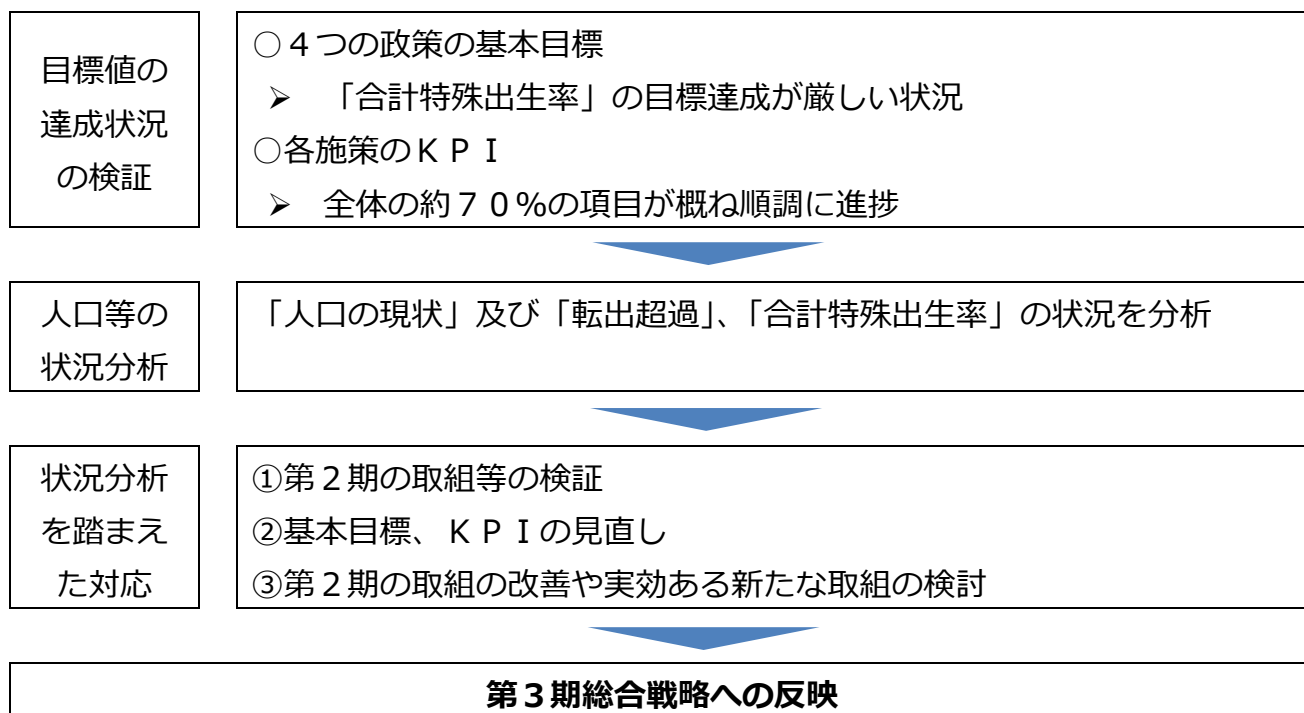 目標値の
達成状況
の検証
○４つの政策の基本目標
➢ 「合計特殊出生率」の目標達成が厳しい状況
○各施策のＫＰＩ
➢ 全体の約７０％の項目が概ね順調に進捗
人口等の
状況分析
「人口の現状」及び「転出超過」、「合計特殊出生率」の状況を分析
状況分析
を踏まえ
た対応
①第２期の取組等の検証
②基本目標、ＫＰＩの見直し
③第２期の取組の改善や実効ある新たな取組の検討
第３期総合戦略への反映